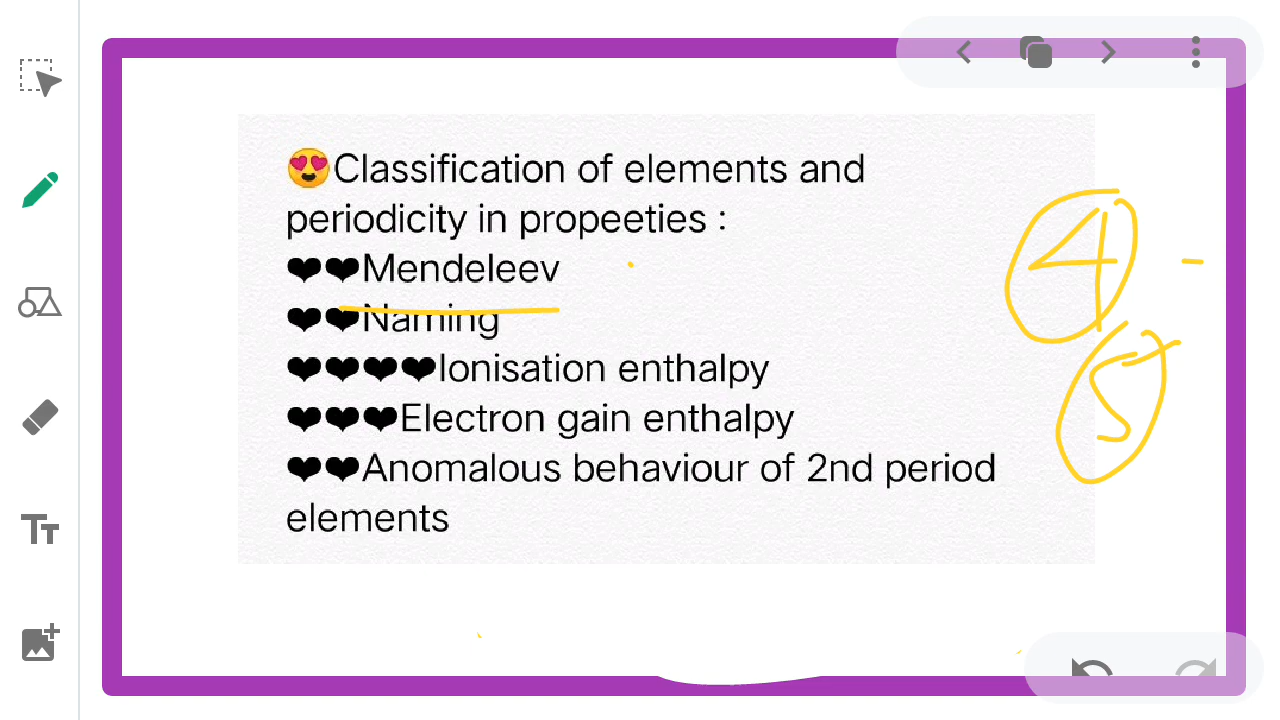 😍Classification of elements and
periodicity in propeeties :
❤❤Mendeleev
❤❤Naming
❤❤❤❤Ionisation enthalpy
❤❤❤Electron gain enthalpy
❤❤Anomalous behaviour of 2nd period
elements
4 -
5